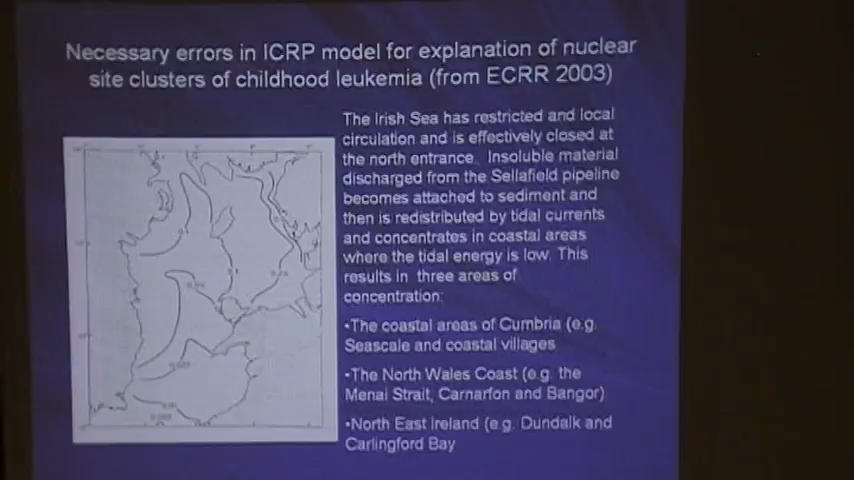 Necessary errors in ICRP model for explanation of nuclear
site clusters of childhood leukemia (from ECRR 2003)
The Irish Sea has restricted and local
circulation and is effectively closed at
the north entrance. Insoluble material
discharged from the Sellafield pipeline
becomes attached to sediment and
then is redistributed by tidal currents
and concentrates in coastal areas
where the tidal energy is low. This
results in three areas of
concentration:
•The coastal areas of Cumbria (e.g.
Seascale and coastal villages
•The North Wales Coast (e.g. the
Menai Strait, Carnarfon and Bangor)
•North East Ireland (e.g. Dundalk and
Carlingford Bay